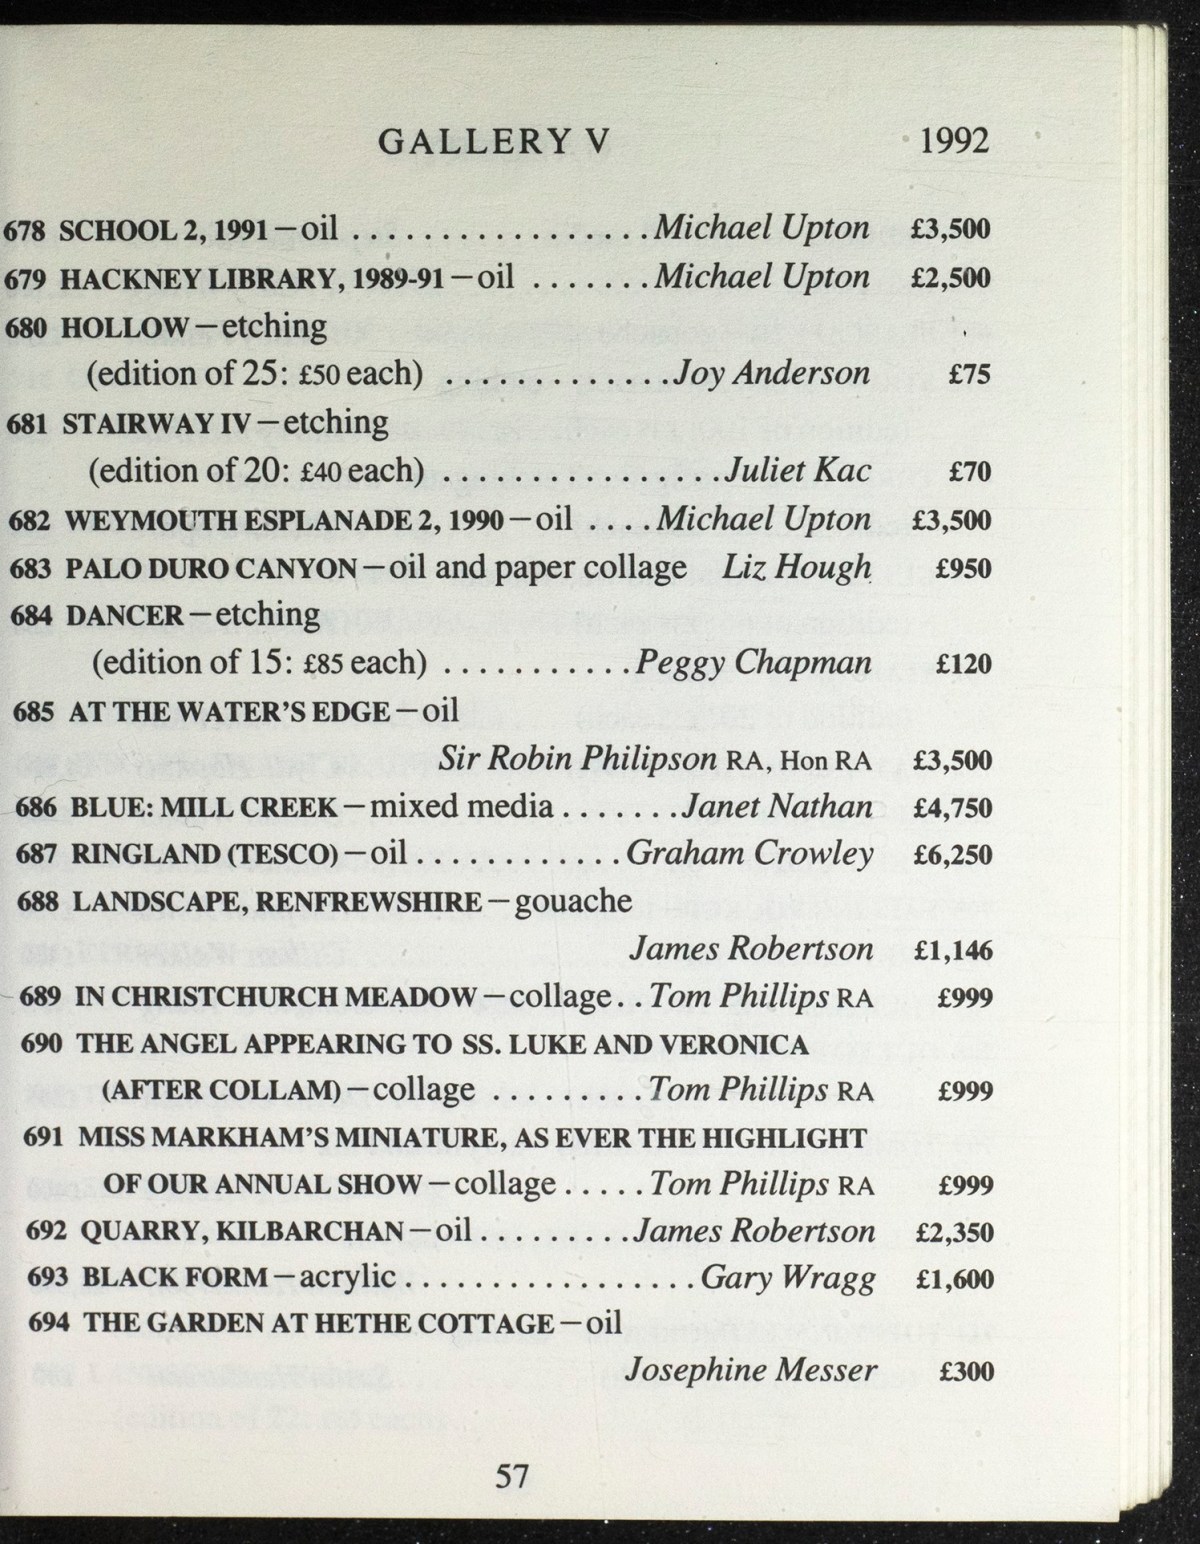 GALLERY V 1992
678 SCHOOL 2, 1991—oil ................. Michael Upton £3,500
679 HACKNEY LIBRARY, 1989-91—oil ....... Michael Upton £2,500
680 HOLLOW—etching
(edition of 25: £50 each) ............. Joy Anderson £75
681 STAIRWAY IV—etching
(edition of 20: £40 each) ................ Juliet Kac £70
682 WEYMOUTH ESPLANADE 2, 1990—oil .... Michael Upton £3,500
683 PALO DURO CANYON—oil and paper collage Liz Hough £950
684 DANCER—etching
(edition of 15: £85 each) ........... Peggy Chapman £120
685 AT THE WATER'S EDGE—oil
Sir Robin Philipson RA, Hon RA £3,500
686 BLUE: MILL CREEK—mixed media ....... Janet Nathan £4,750
687 RINGLAND (TESCO)—oil ............ Graham Crowley £6,250
688 LANDSCAPE, RENFREWSHIRE—gouache
James Robertson £1,146
689 IN CHRISTCHURCH MEADOW—collage .. Tom Phillips RA £999
690 THE ANGEL APPEARING TO SS. LUKE AND VERONICA
(AFTER COLLAM)—collage ......... Tom Phillips RA £999
691 MISS MARKHAM'S MINIATURE, AS EVER THE HIGHLIGHT
OF OUR ANNUAL SHOW—collage ..... Tom Phillips RA £999
692 QUARRY, KILBARCHAN—oil ......... James Robertson £2,350
693 BLACK FORM—acrylic ................. Gary Wragg £1,600
694 THE GARDEN AT HETHE COTTAGE—oil
Josephine Messer £300
57